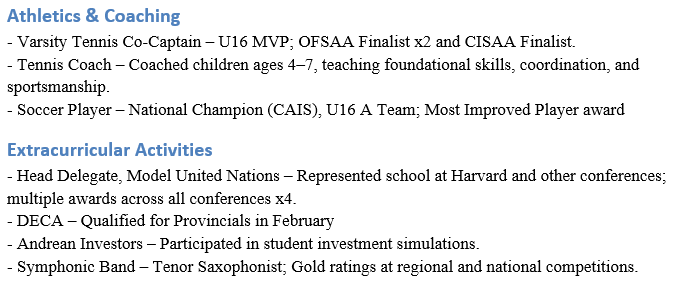 Athletics & Coaching
- Varsity Tennis Co-Captain – U16 MVP; OFSAA Finalist x2 and CISAA Finalist.
- Tennis Coach – Coached children ages 4–7, teaching foundational skills, coordination, and
sportsmanship.
- Soccer Player – National Champion (CAIS), U16 A Team; Most Improved Player award
Extracurricular Activities
- Head Delegate, Model United Nations – Represented school at Harvard and other conferences;
multiple awards across all conferences x4.
- DECA – Qualified for Provincials in February
- Andrean Investors – Participated in student investment simulations.
- Symphonic Band – Tenor Saxophonist; Gold ratings at regional and national competitions.